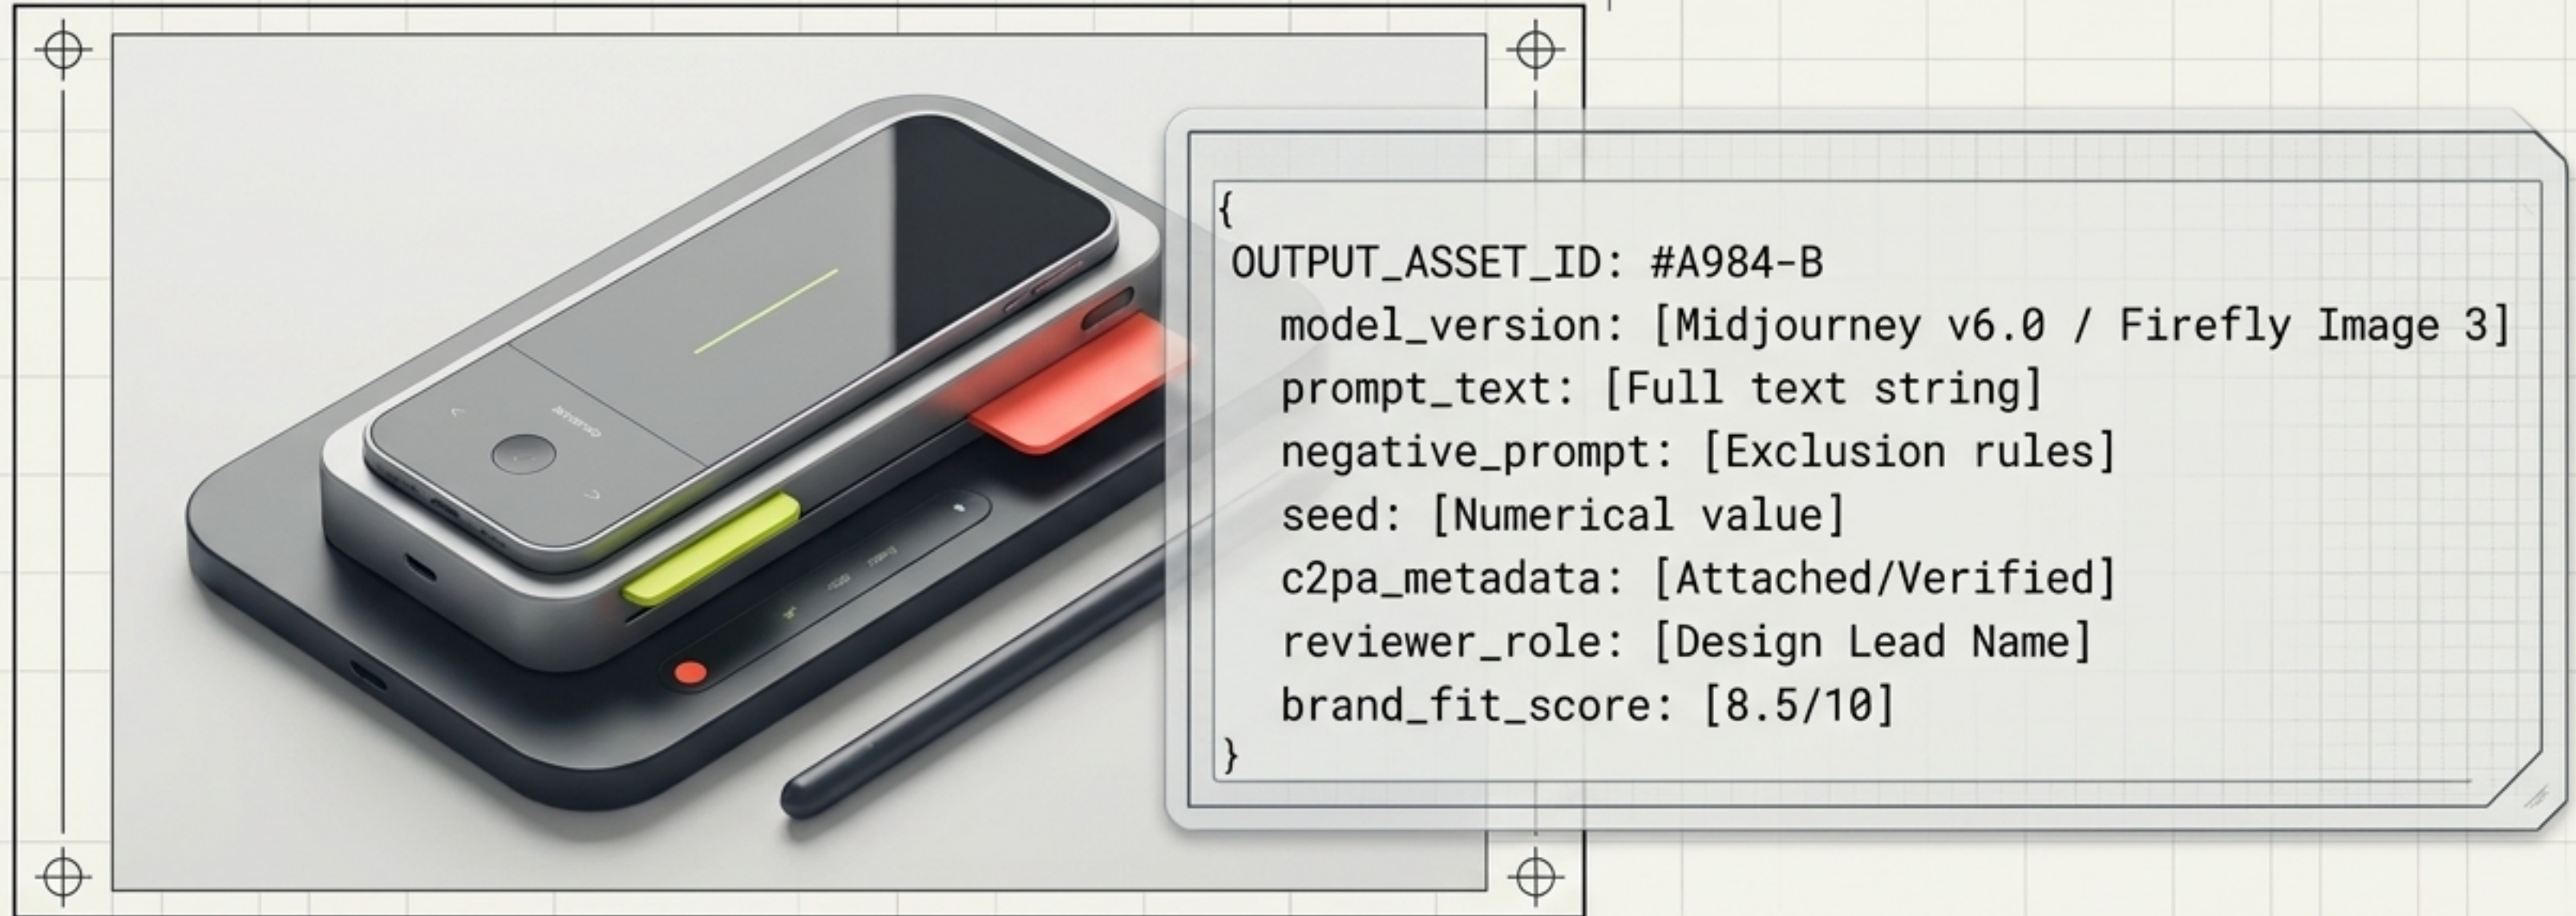 {
OUTPUT_ASSET_ID: #A984-B
model_version: [Midjourney v6.0 / Firefly Image 3]
prompt_text: [Full text string]
negative_prompt: [Exclusion rules]
seed: [Numerical value]
c2pa_metadata: [Attached/Verified]
reviewer_role: [Design Lead Name]
brand_fit_score: [8.5/10]
}